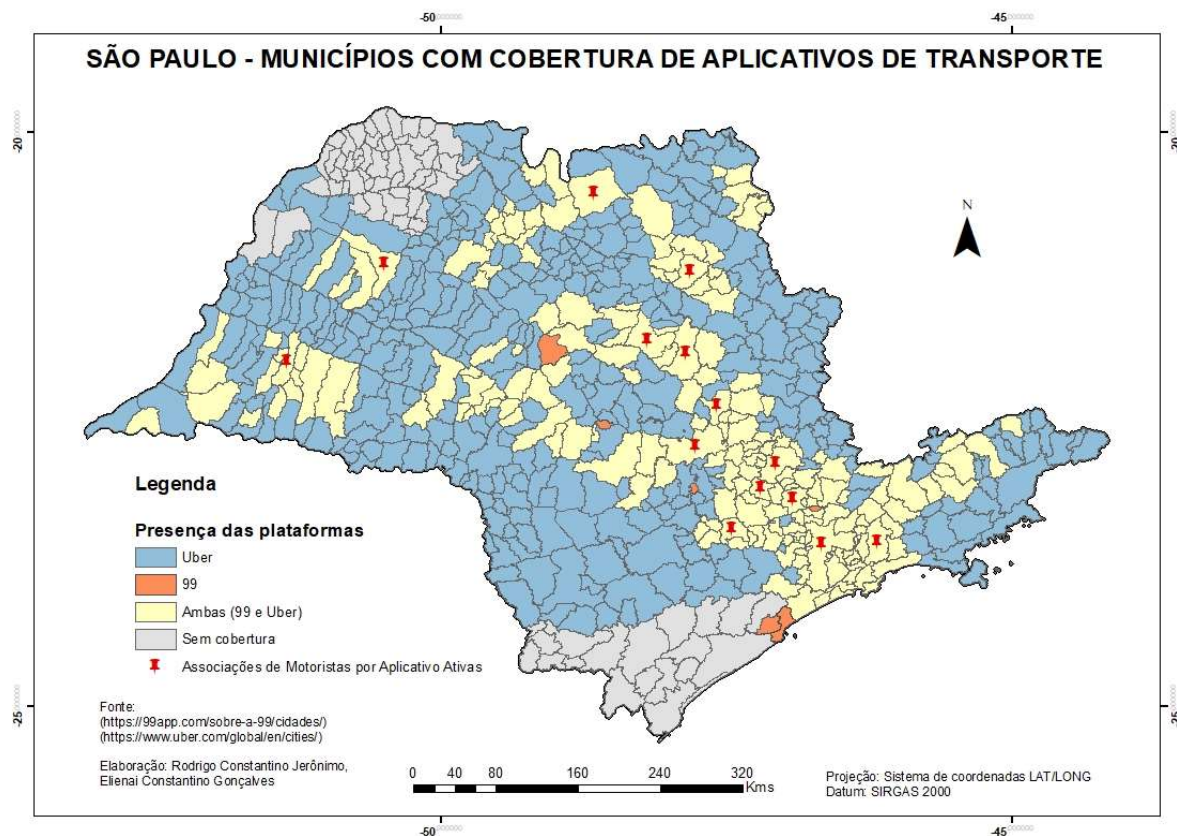 -50
-45
SÃO PAULO - MUNICÍPIOS COM COBERTURA DE APLICATIVOS DE TRANSPORTE
-20
-20
N
Legenda
Presença das plataformas
Uber
99
Ambas (99 e Uber)
Sem cobertura
Associações de Motoristas por Aplicativo Ativas
-25
-25
Fonte:
(https://99app.com/sobre-a-99/cidades/)
(https://www.uber.com/global/en/cities/)
Elaboração: Rodrigo Constantino Jerônimo,
Elienai Constantino Gonçalves
0 20 40 80 160 240 320
Kms
Projeção: Sistema de coordenadas LAT/LONG
Datum: SIRGAS 2000
-50
-45